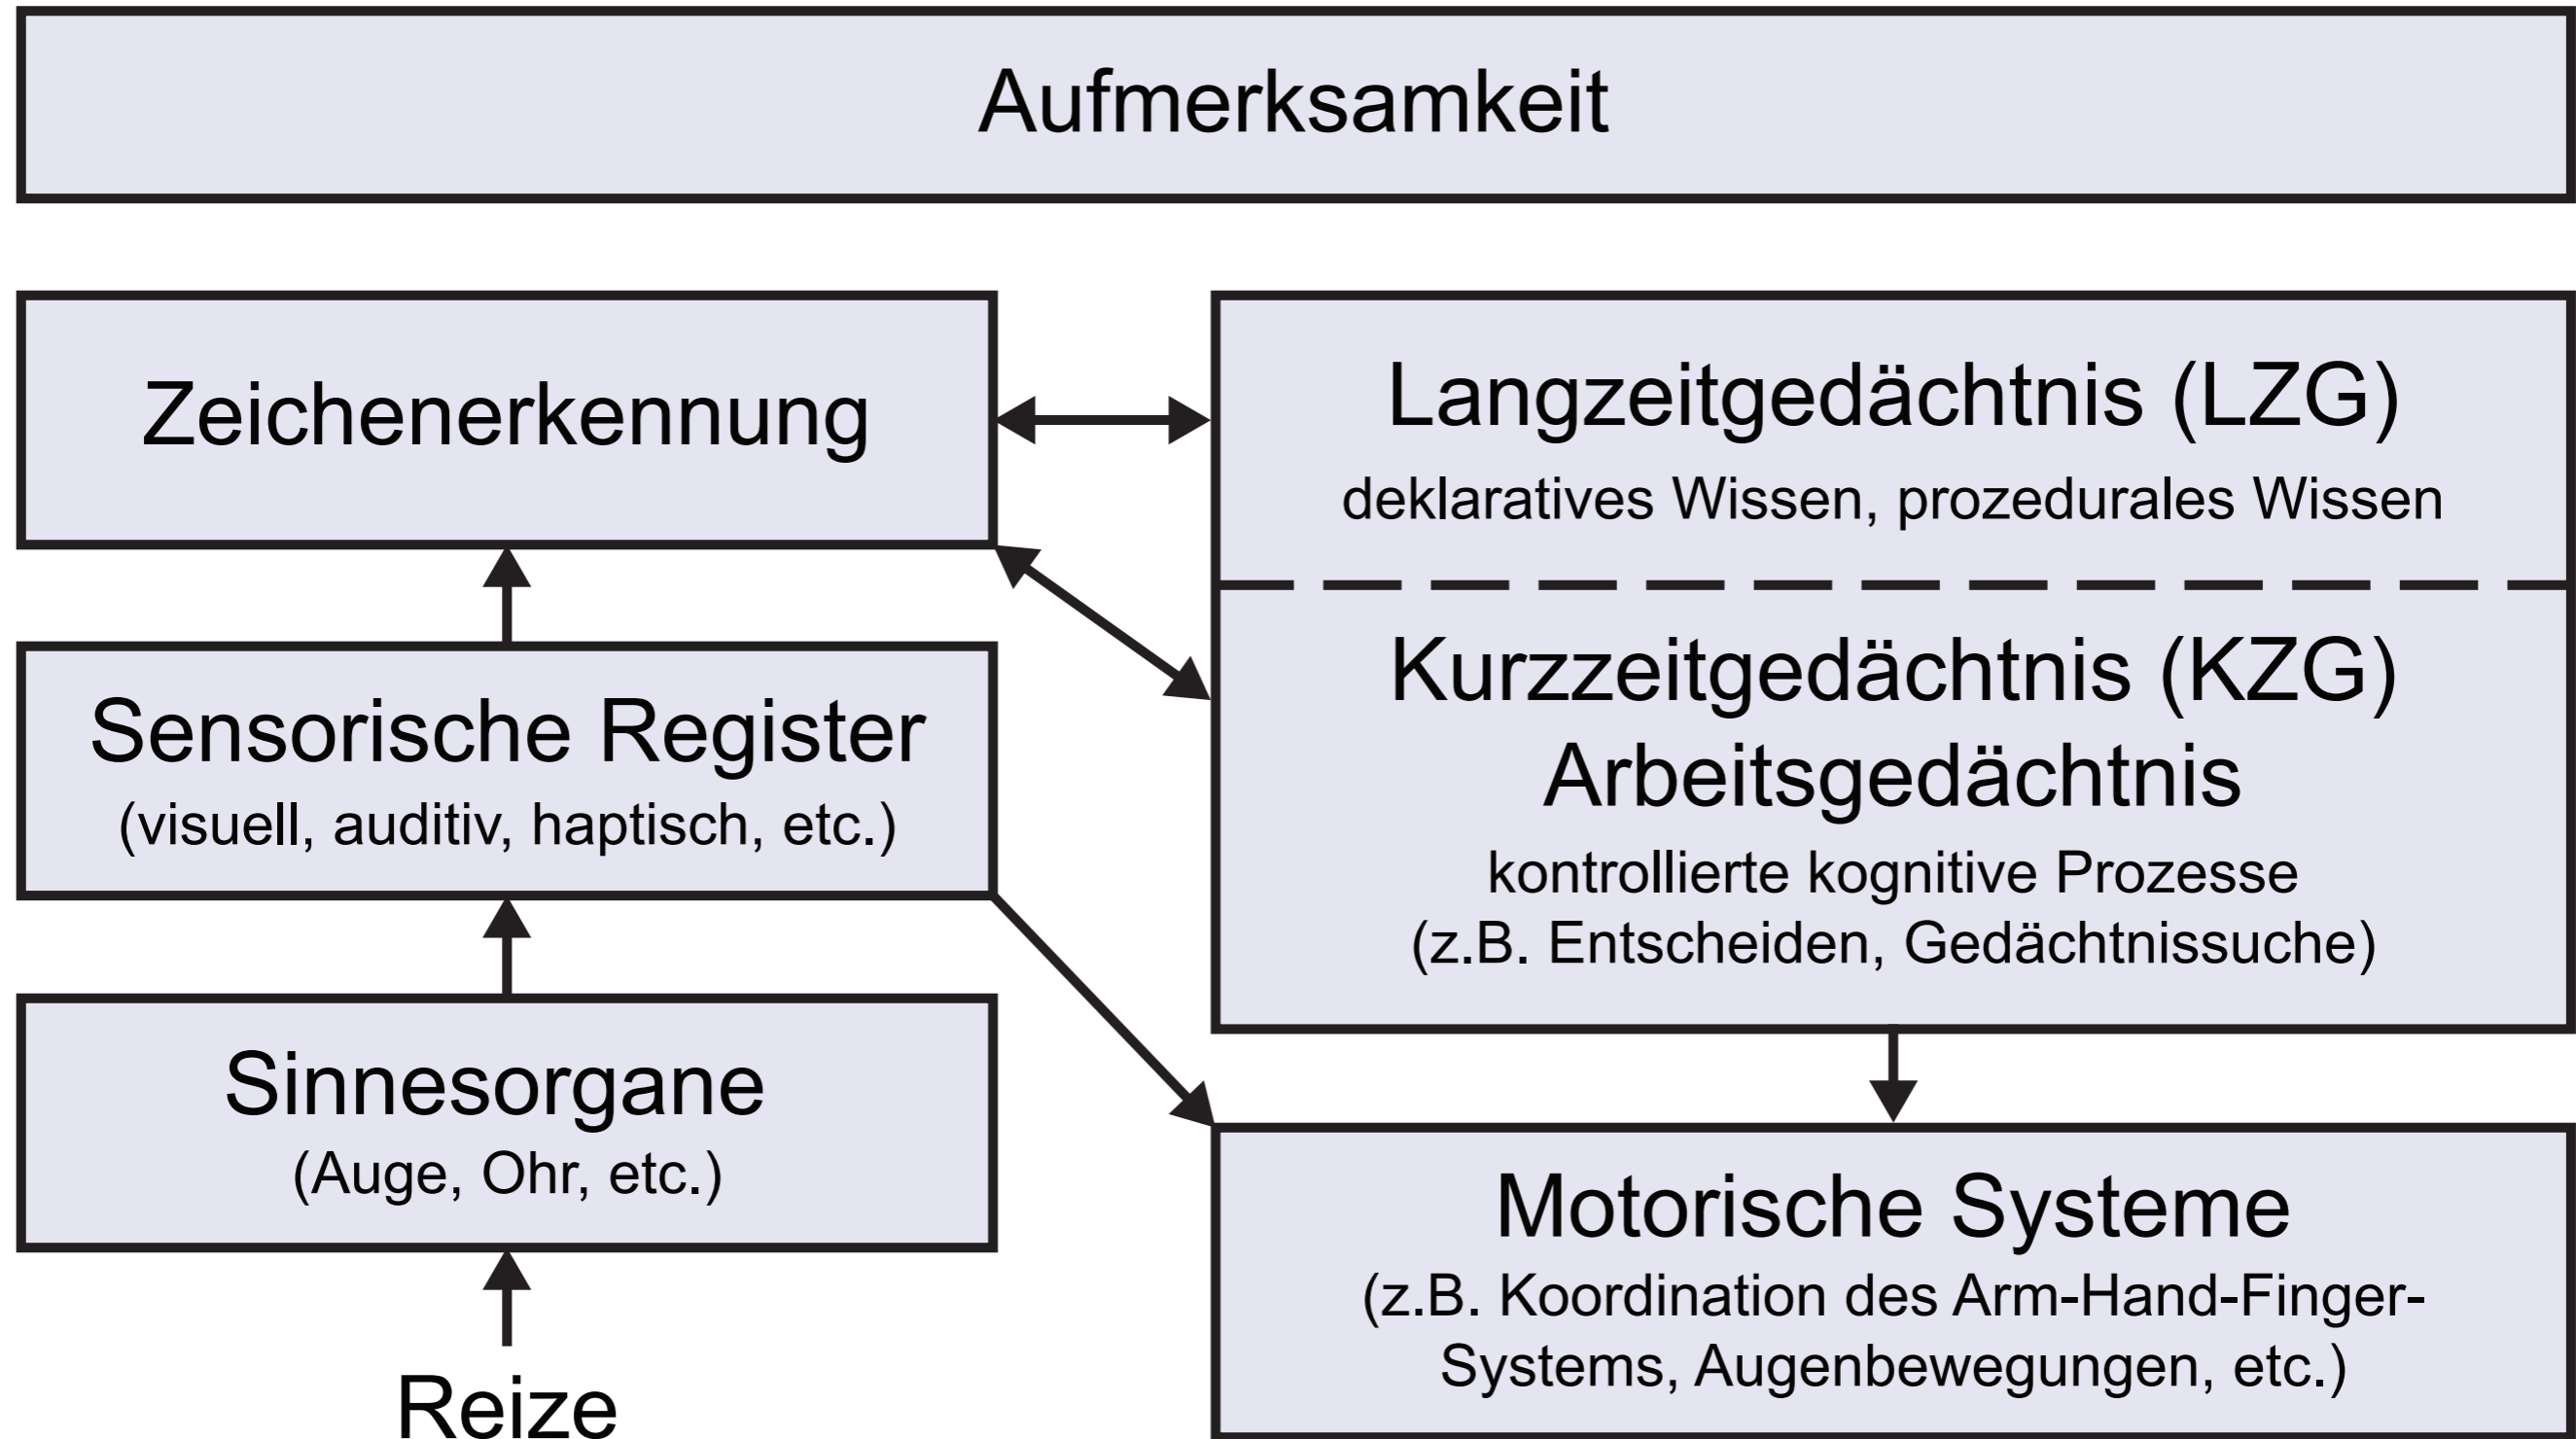 Aufmerksamkeit
Zeichenerkennung
Langzeitgedächtnis (LZG)
deklaratives Wissen, prozedurales Wissen
Kurzzeitgedächtnis (KZG)
Arbeitsgedächtnis
kontrollierte kognitive Prozesse
(z.B. Entscheiden, Gedächtnissuche)
Sensorische Register
(visuell, auditiv, haptisch, etc.)
Sinnesorgane
(Auge, Ohr, etc.)
Motorische Systeme
(z.B. Koordination des Arm-Hand-Finger-
Systems, Augenbewegungen, etc.)
Reize